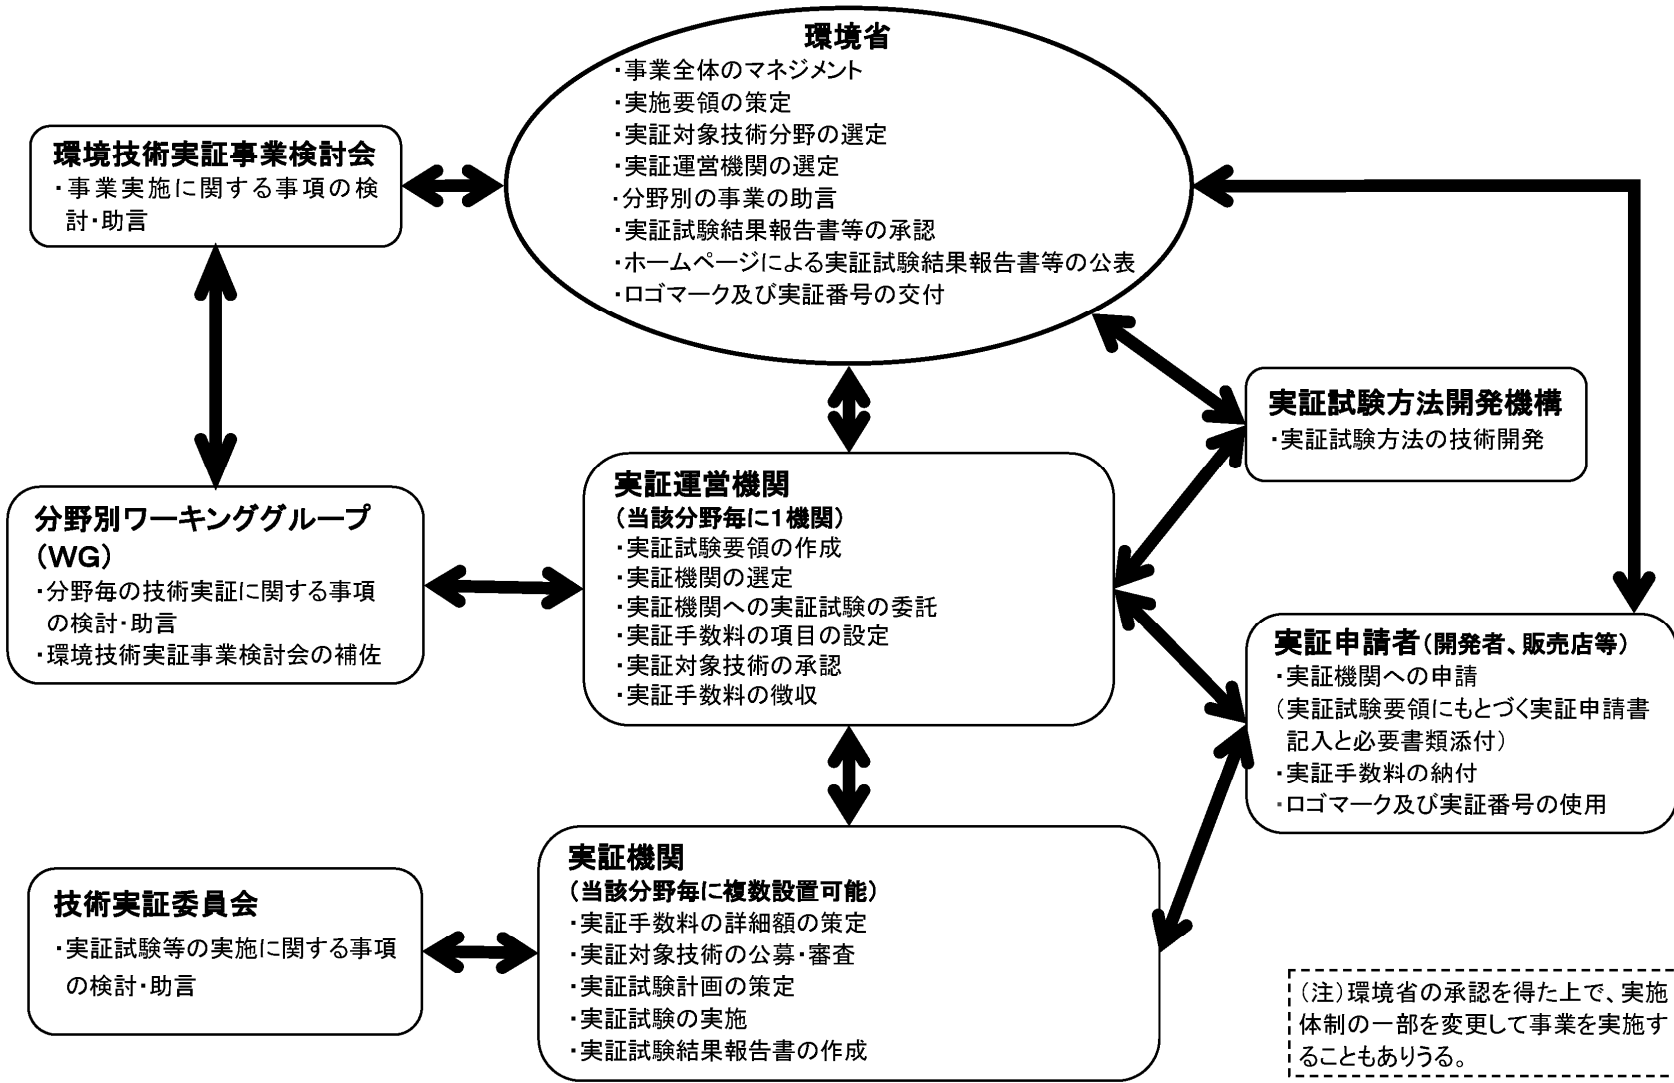 環境省
・事業全体のマネジメント
・実施要領の策定
・実証対象技術分野の選定
・実証運営機関の選定
・分野別の事業の助言
・実証試験結果報告書等の承認
・ホームページによる実証試験結果報告書等の公表
・ロゴマーク及び実証番号の交付
環境技術実証事業検討会
・事業実施に関する事項の検
討・助言
実証試験方法開発機構
・実証試験方法の技術開発
分野別ワーキンググループ
(WG)
・分野毎の技術実証に関する事項
の検討・助言
・環境技術実証事業検討会の補佐
実証運営機関
(当該分野毎に1機関)
・実証試験要領の作成
・実証機関の選定
・実証機関への実証試験の委託
・実証手数料の項目の設定
・実証対象技術の承認
・実証手数料の徴収
実証申請者(開発者、販売店等)
・実証機関への申請
(実証試験要領にもとづく実証申請書
記入と必要書類添付)
・実証手数料の納付
・ロゴマーク及び実証番号の使用
技術実証委員会
・実証試験等の実施に関する事項
の検討・助言
実証機関
(当該分野毎に複数設置可能)
・実証手数料の詳細額の策定
・実証対象技術の公募・審査
・実証試験計画の策定
・実証試験の実施
・実証試験結果報告書の作成
(注)環境省の承認を得た上で、実施
体制の一部を変更して事業を実施す
ることもありうる。